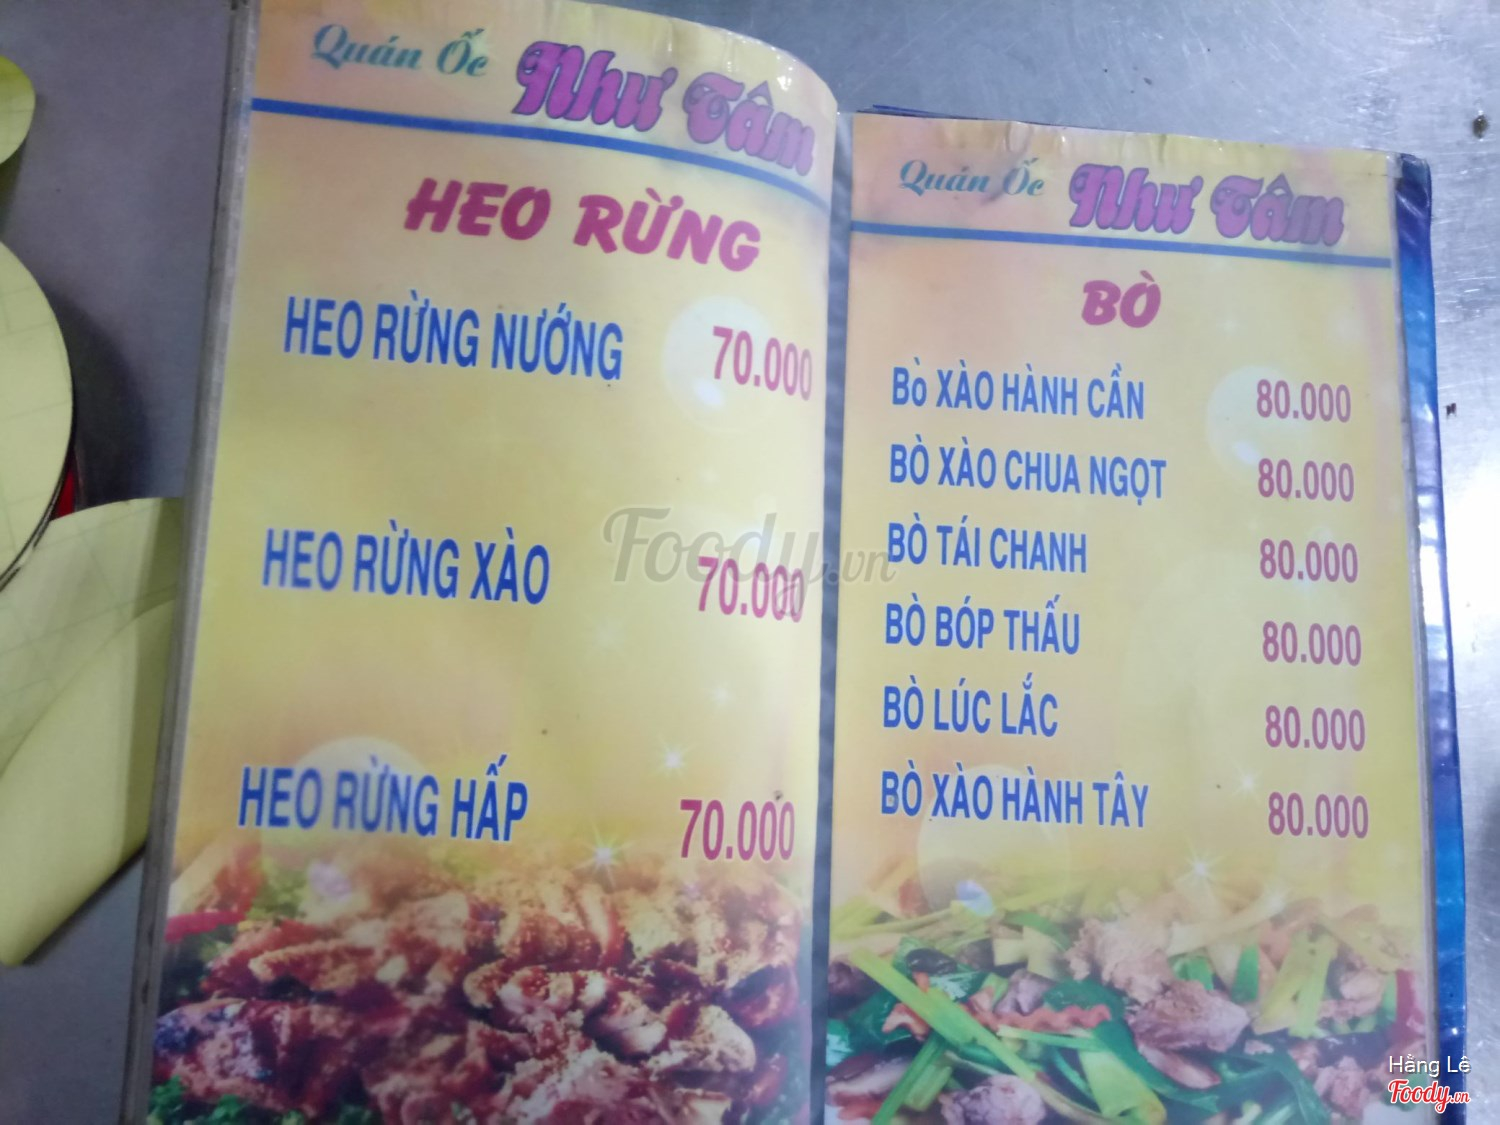 Quán Ốc Như Tâm
HEO RỪNG
HEO RỪNG NƯỚNG 70.000
HEO RỪNG XÀO 70.000
HEO RỪNG HẤP 70.000
Quán Ốc Như Tâm
BÒ
Bò XÀO HÀNH CẦN 80.000
BÒ XÀO CHUA NGỌT 80.000
BÒ TÁI CHANH 80.000
BÒ BÓP THẤU 80.000
BÒ LÚC LẮC 80.000
BÒ XÀO HÀNH TÂY 80.000
Foody.vn
Hằng Lê
Foody.vn